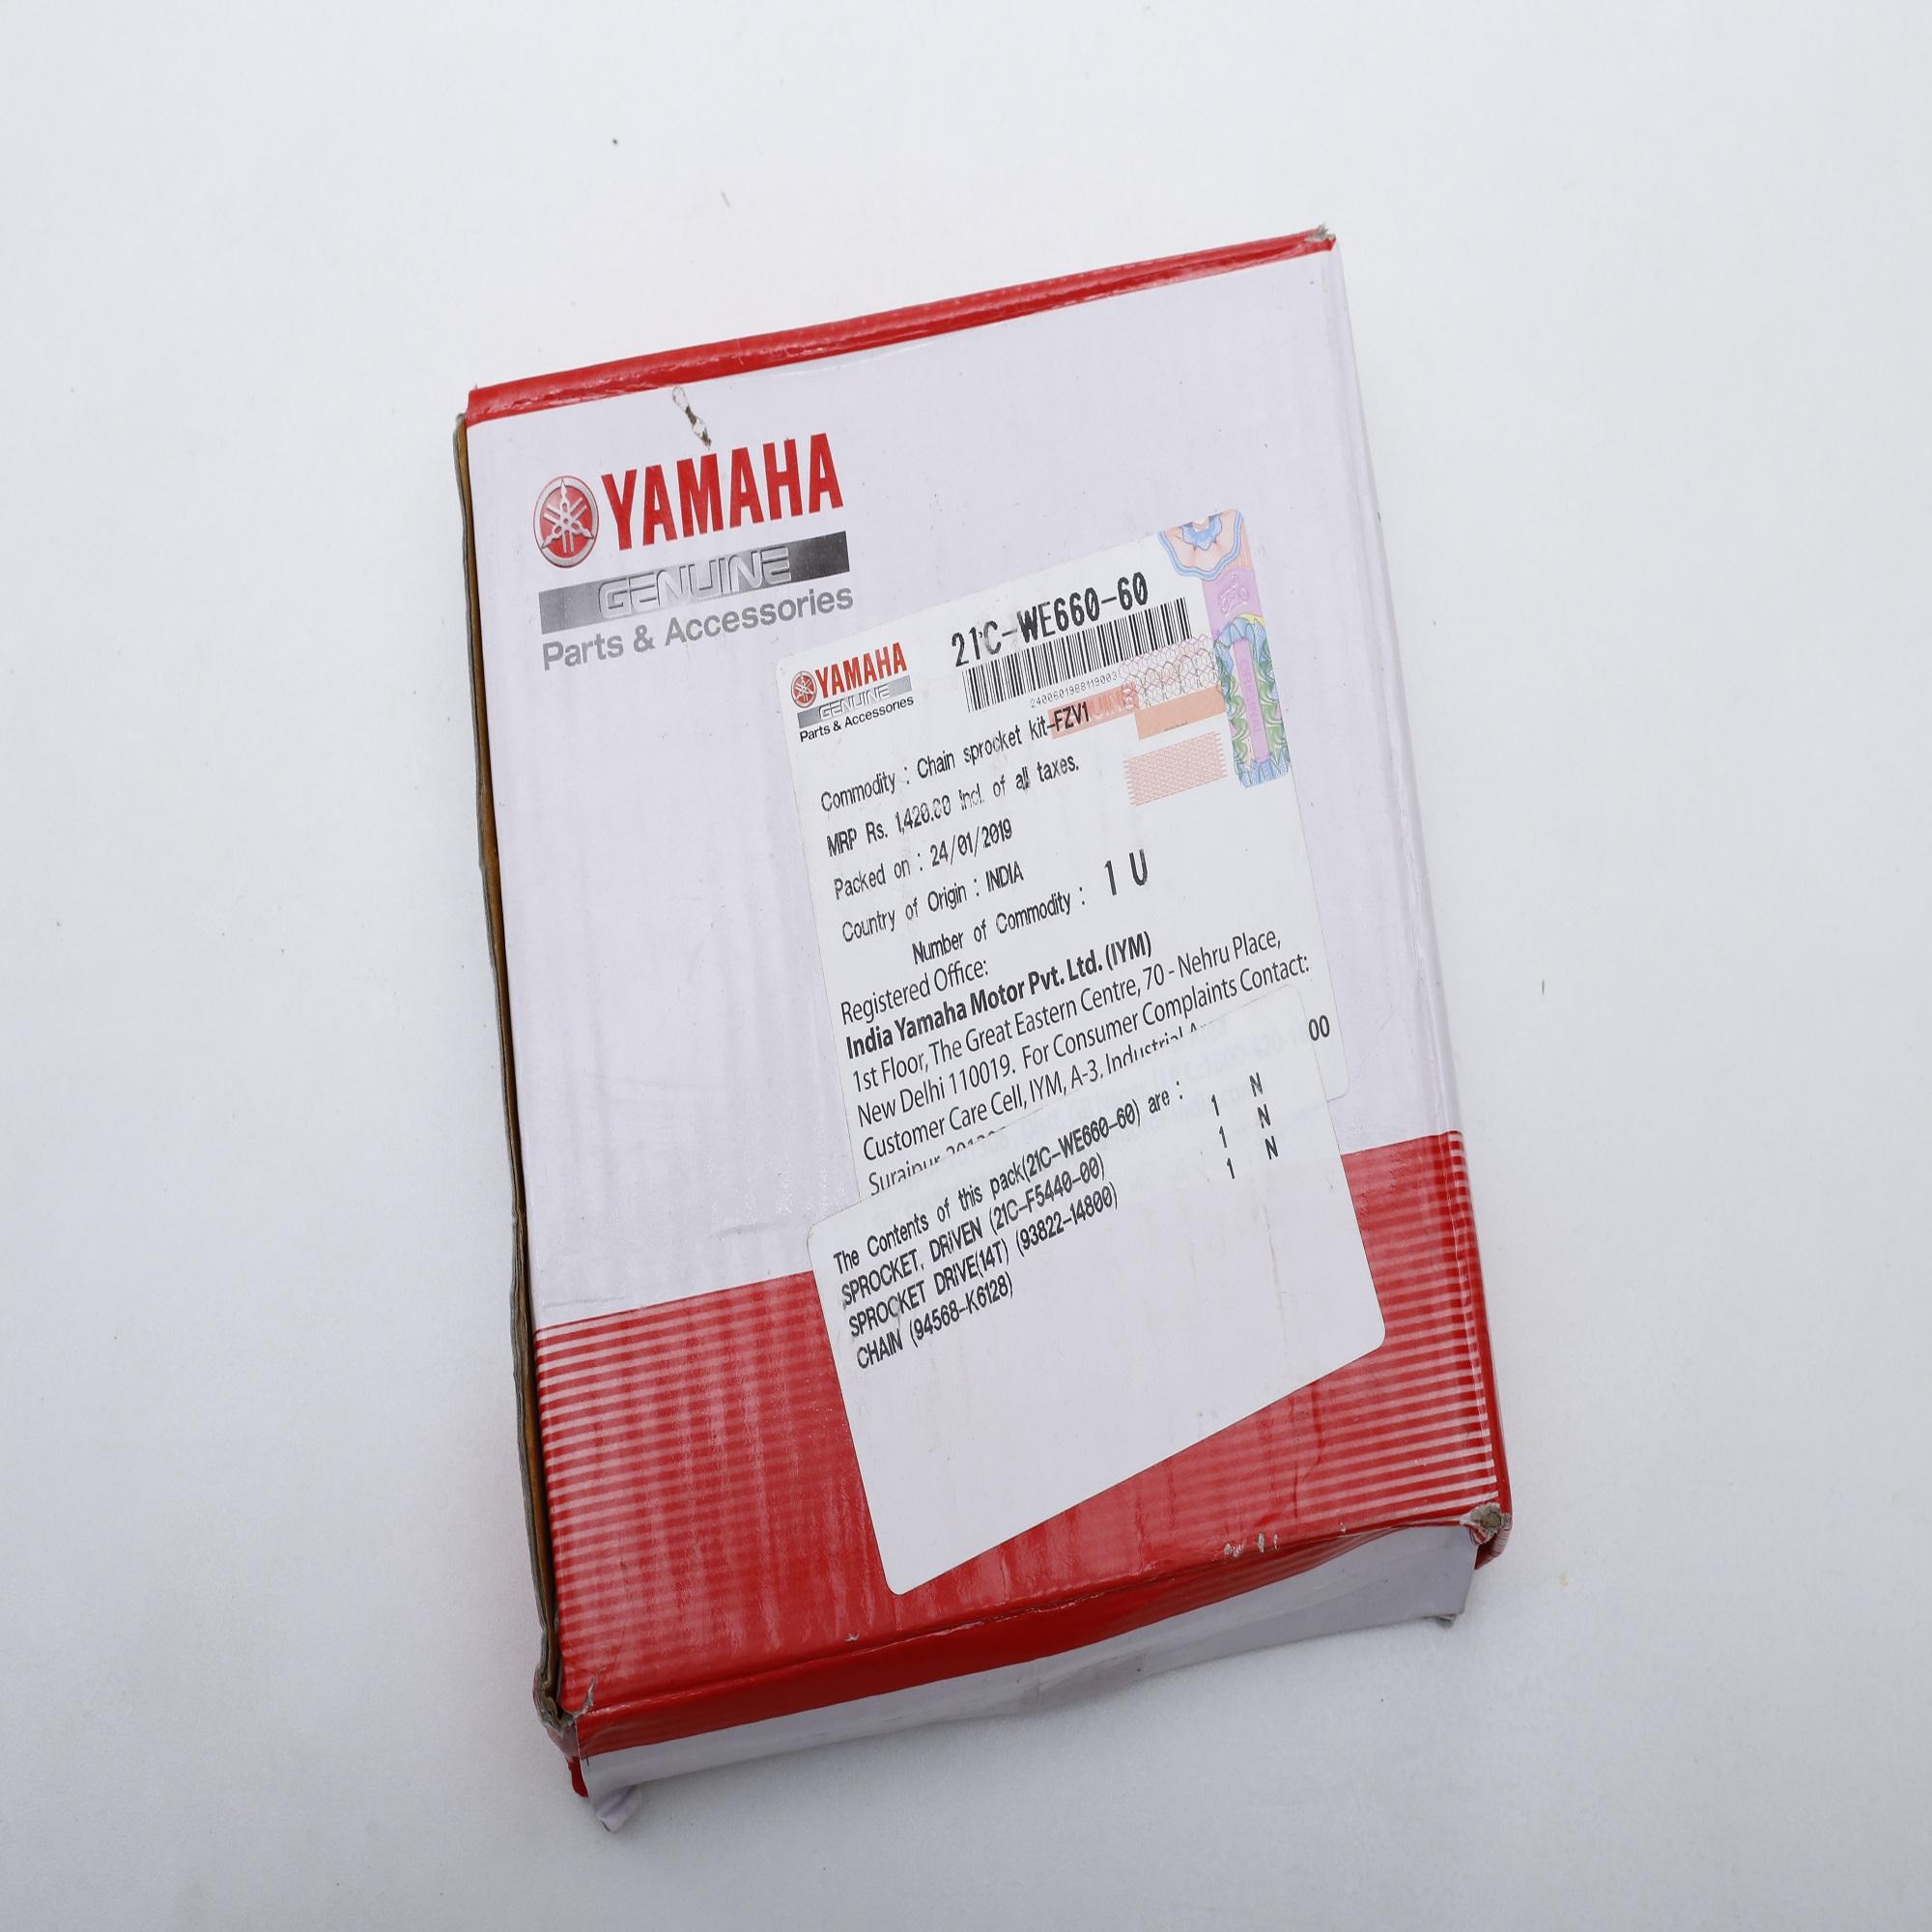 YAMAHA
GENUINE
Parts & Accessories
21C-WE660-60
YAMAHA
GENUINE
Parts & Accessories
2400601988119003
Commodity : Chain sprocket kit-FZV1
MRP Rs. 1,420.00 incl. of all taxes.
Packed on : 24/01/2019
Country of Origin : INDIA
Number of Commodity : 1 U
Registered Office:
India Yamaha Motor Pvt. Ltd. (IYM)
1st Floor, The Great Eastern Centre, 70 - Nehru Place,
New Delhi 110019. For Consumer Complaints Contact:
Customer Care Cell, IYM, A-3, Industrial
Surajpur
00
The Contents of this pack(21C-WE660-60) are :
SPROCKET, DRIVEN (21C-F5440-00) 1 N
SPROCKET DRIVE(14T) (93822-14800) 1 N
CHAIN (94568-K6128) 1 N